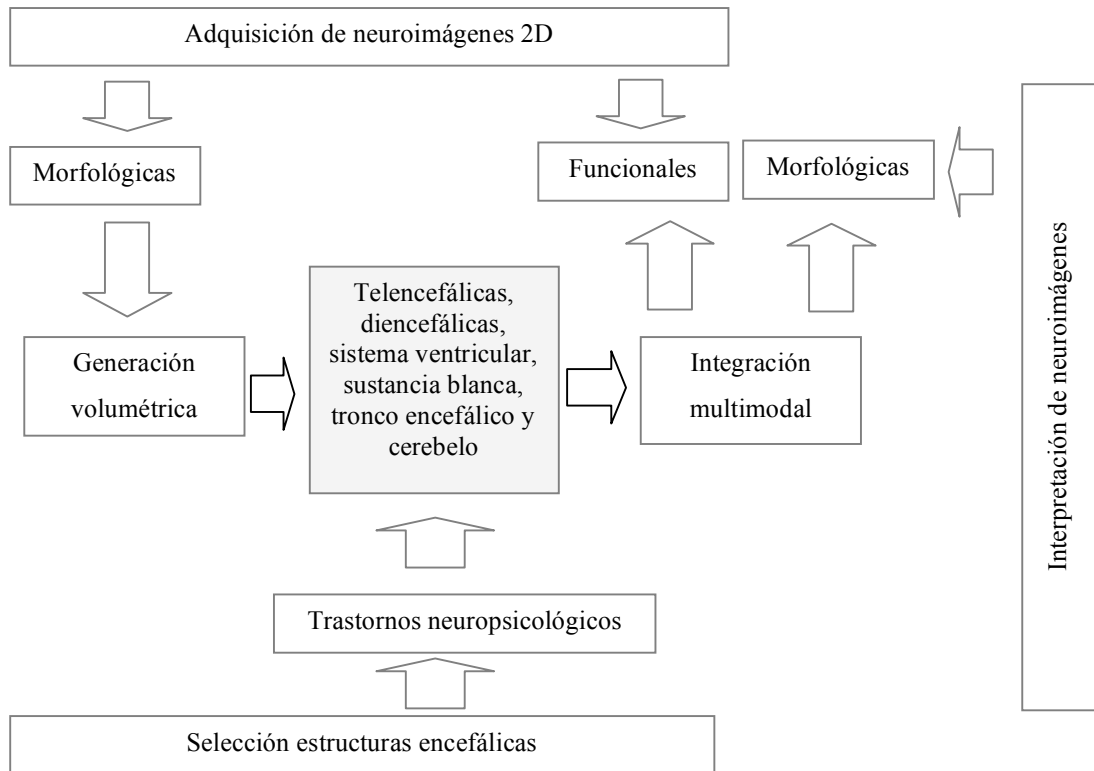 Adquisición de neuroimágenes 2D
Morfológicas
Funcionales
Morfológicas
Telencefálicas,
diencefálicas,
sistema ventricular,
sustancia blanca,
tronco encefálico y
cerebelo
Generación
volumétrica
Integración
multimodal
Interpretación de neuroimágenes
Trastornos neuropsicológicos
Selección estructuras encefálicas